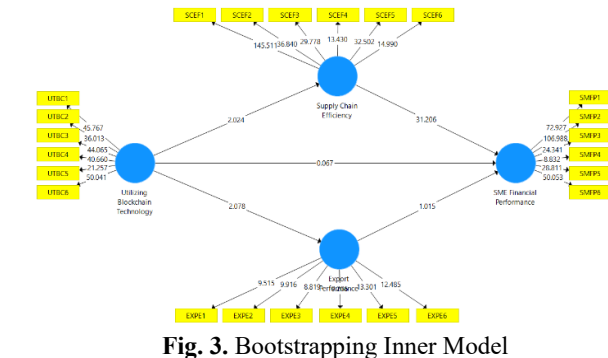 SCEF1 SCEF2 SCEF3 SCEF4 SCEF5 SCEF6
145.511 36.840 29.778 13.430 32.502 14.990
Supply Chain
Efficiency
UTBC1
UTBC2
UTBC3
UTBC4
UTBC5
UTBC6
45.767
36.013
44.065
40.660
21.257
50.041
Utilizing
Blockchain
Technology
2.024
31.206
0.067
2.078
1.015
SMFP1
SMFP2
SMFP3
SMFP4
SMFP5
SMFP6
72.927
106.988
24.341
8.832
28.811
50.053
SME Financial
Performance
Export
Performance
9.515 9.916 8.819 13.301 12.485
EXPE1 EXPE2 EXPE3 EXPE4 EXPE5 EXPE6
Fig. 3. Bootstrapping Inner Model